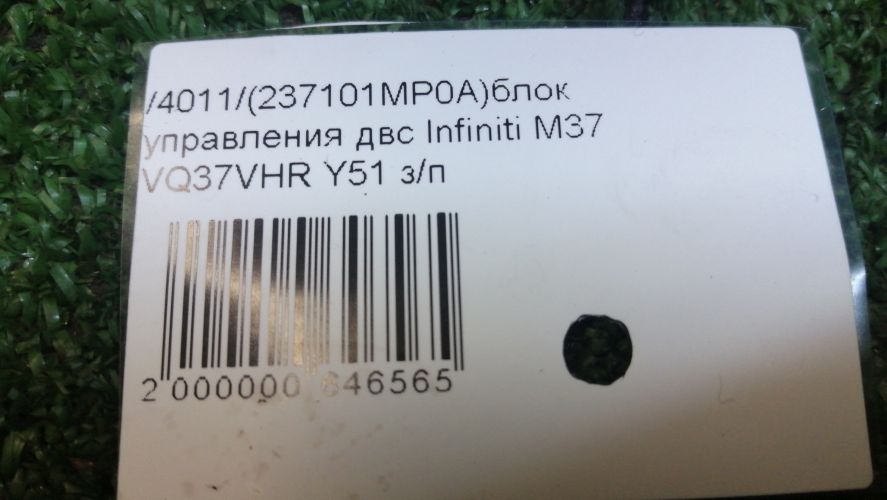 /4011/(237101MP0A)блок
управления двс Infiniti M37
VQ37VHR Y51 з/п
2 000000 646565